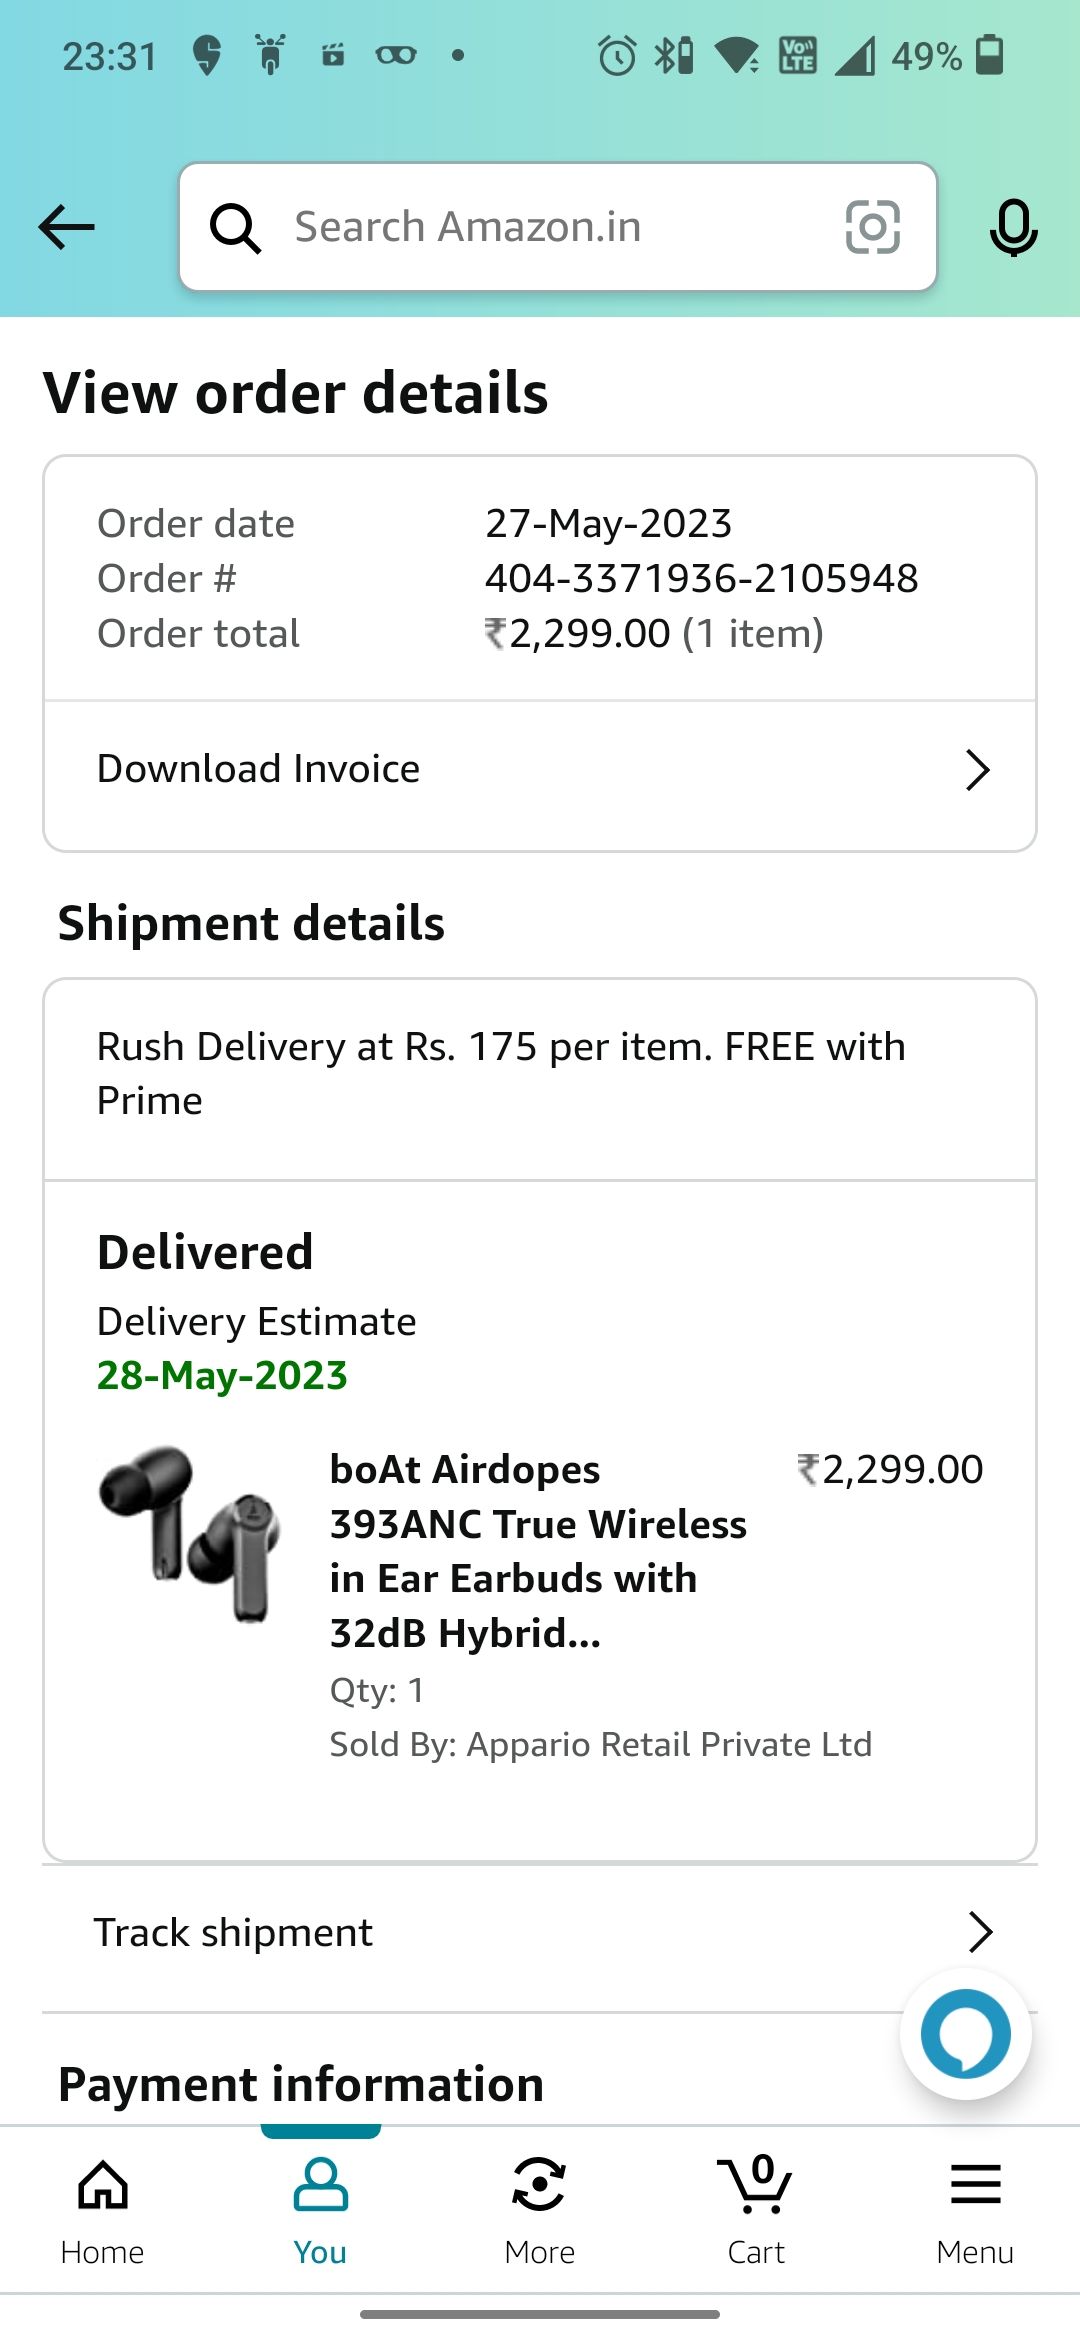 23:31
VoLTE 49%
Search Amazon.in
View order details
Order date 27-May-2023
Order # 404-3371936-2105948
Order total ₹2,299.00 (1 item)
Download Invoice
Shipment details
Rush Delivery at Rs. 175 per item. FREE with
Prime
Delivered
Delivery Estimate
28-May-2023
boAt Airdopes ₹2,299.00
393ANC True Wireless
in Ear Earbuds with
32dB Hybrid...
Qty: 1
Sold By: Appario Retail Private Ltd
Track shipment
Payment information
0
Home You More Cart Menu